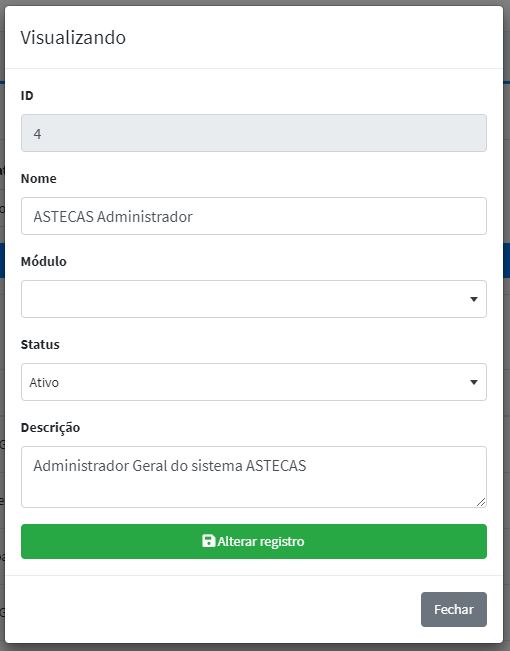 Visualizando
ID
4
Nome
ASTECAS Administrador
Módulo
Status
Ativo
Descrição
Administrador Geral do sistema ASTECAS
Alterar registro
Fechar